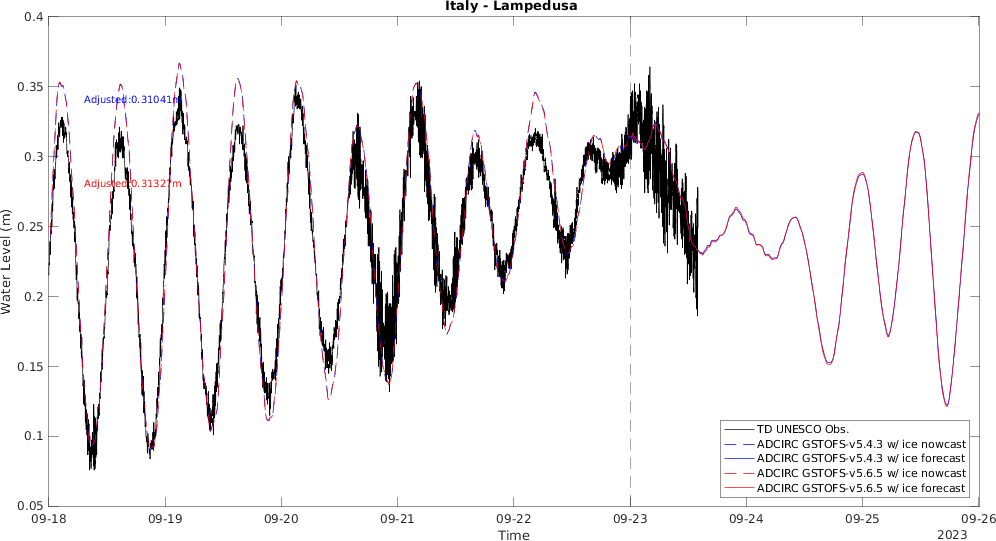 Italy - Lampedusa
0.4
0.35
Adjusted:0.31041m
0.3
Adjusted:0.31327m
0.25
Water Level (m)
0.2
0.15
0.1
0.05
TD UNESCO Obs.
ADCIRC GSTOFS-v5.4.3 w/ ice nowcast
ADCIRC GSTOFS-v5.4.3 w/ ice forecast
ADCIRC GSTOFS-v5.6.5 w/ ice nowcast
ADCIRC GSTOFS-v5.6.5 w/ ice forecast
09-18 09-19 09-20 09-21 09-22 09-23 09-24 09-25 09-26
Time
2023